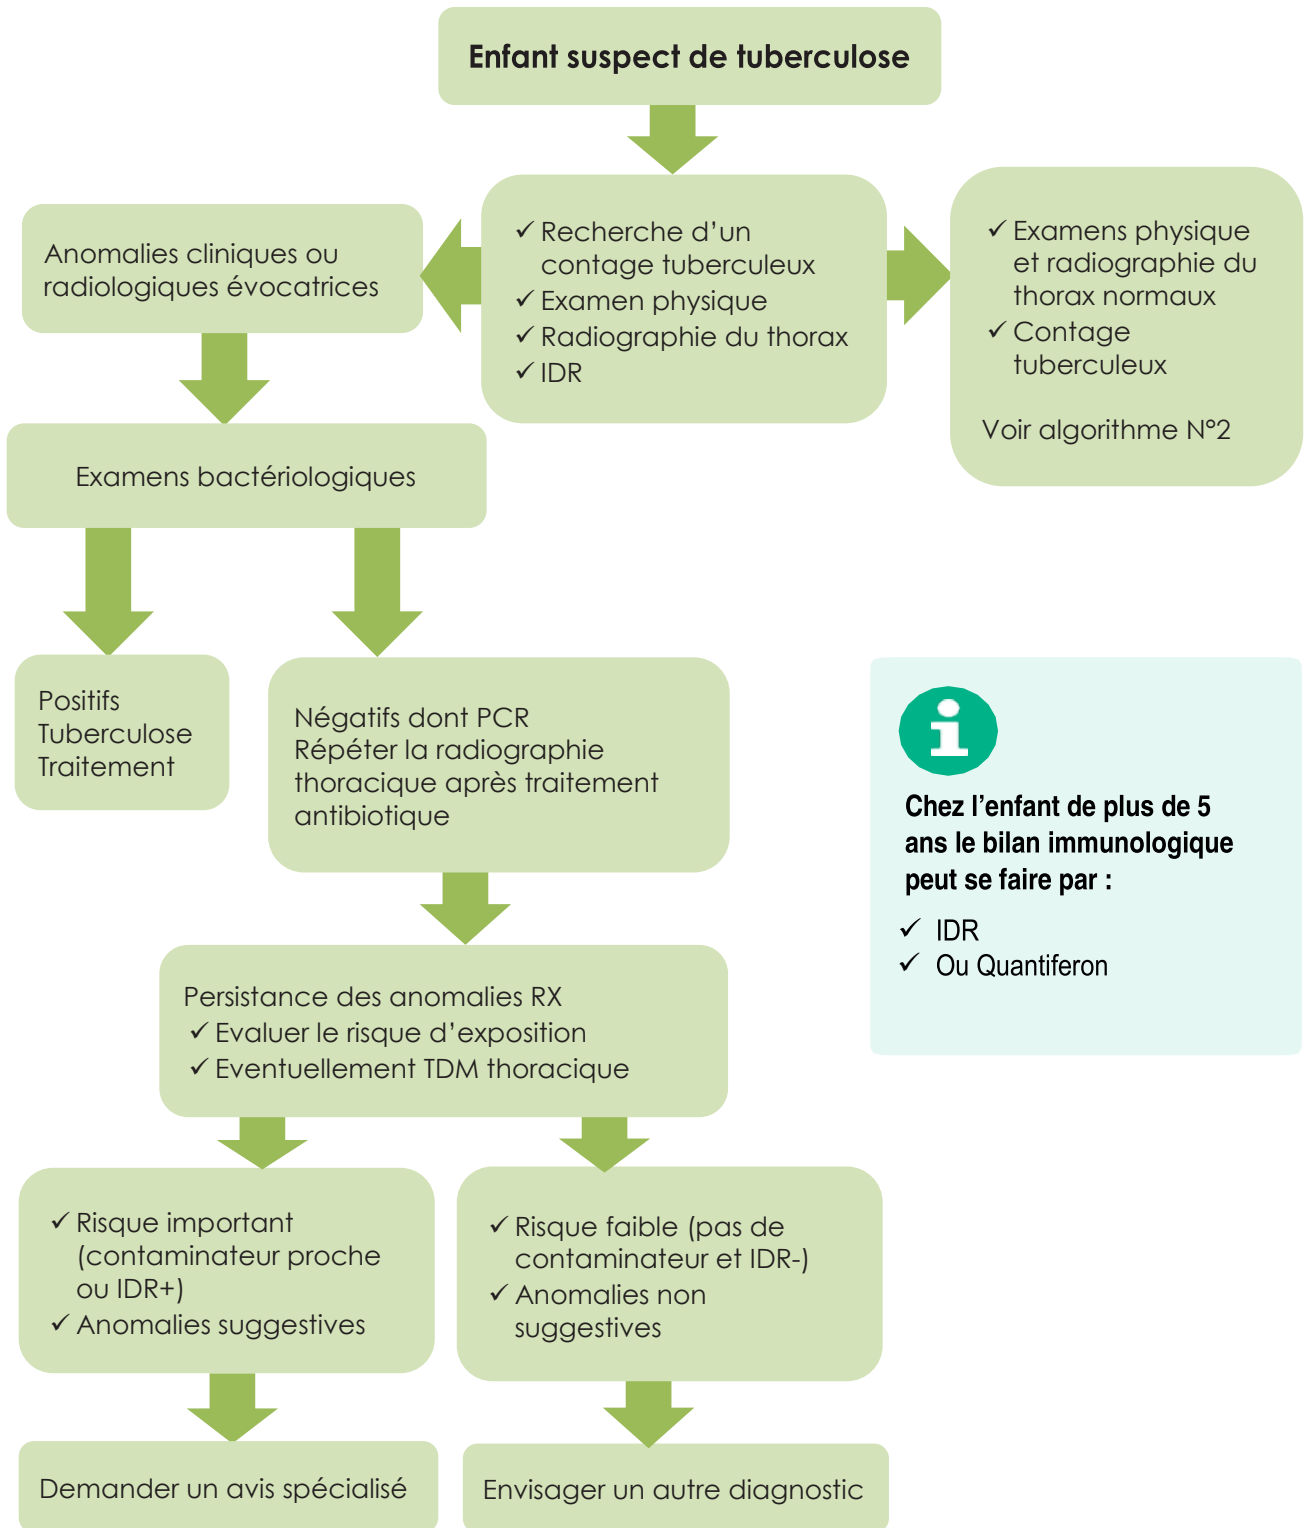 Enfant suspect de tuberculose
Anomalies cliniques ou
radiologiques évocatrices
✓ Recherche d’un
contage tuberculeux
✓ Examen physique
✓ Radiographie du thorax
✓ IDR
✓ Examens physique
et radiographie du
thorax normaux
✓ Contage
tuberculeux
Voir algorithme N°2
Examens bactériologiques
Positifs
Tuberculose
Traitement
Négatifs dont PCR
Répéter la radiographie
thoracique après traitement
antibiotique
i
Chez l’enfant de plus de 5
ans le bilan immunologique
peut se faire par :
✓ IDR
✓ Ou Quantiferon
Persistance des anomalies RX
✓ Evaluer le risque d’exposition
✓ Eventuellement TDM thoracique
✓ Risque important
(contaminateur proche
ou IDR+)
✓ Anomalies suggestives
✓ Risque faible (pas de
contaminateur et IDR-)
✓ Anomalies non
suggestives
Demander un avis spécialisé
Envisager un autre diagnostic